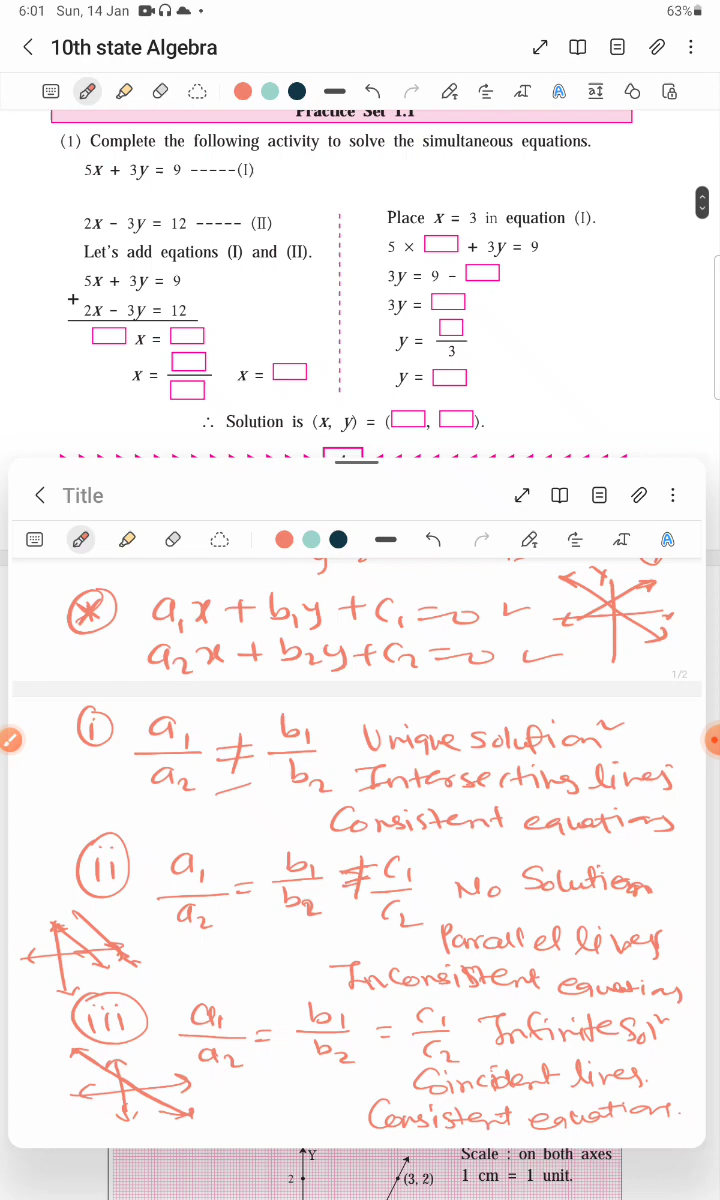 6:01 Sun, 14 Jan
63%
10th state Algebra
Practice Set 1.1
(1) Complete the following activity to solve the simultaneous equations.
5x + 3y = 9 -----(I)
2x - 3y = 12 ----- (II)
Let's add eqations (I) and (II).
5x + 3y = 9
+ 2x - 3y = 12
□ x = □
x = □/□ x = □
Place x = 3 in equation (I).
5 × □ + 3y = 9
3y = 9 - □
3y = □
y = □/3
y = □
∴ Solution is (x, y) = (□, □).
Title
a₁x + b₁y + c₁ = 0 ✓
a₂x + b₂y + c₂ = 0 ✓
1/2
(i) a₁/a₂ ≠ b₁/b₂ Unique solution
Intersecting lines
Consistent equations
(ii) a₁/a₂ = b₁/b₂ ≠ c₁/c₂ No Solution
Parallel lines
Inconsistent equations
(iii) a₁/a₂ = b₁/b₂ = c₁/c₂ Infinite Solⁿ
Coincident lines.
Consistent equations.
Y
2
(3, 2)
Scale : on both axes
1 cm = 1 unit.